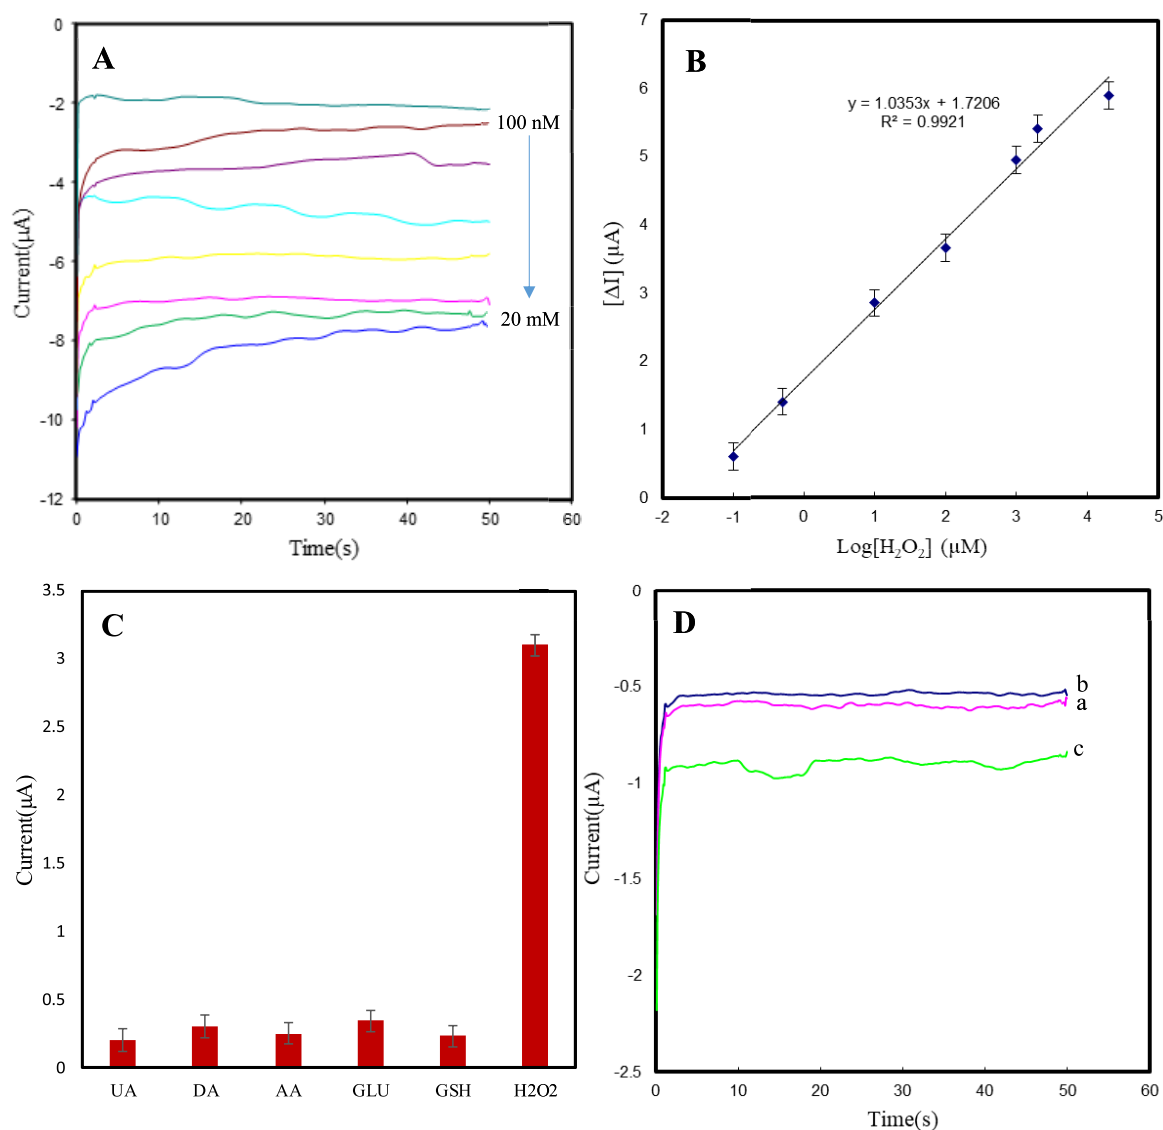 A
0
-2
-4
-6
-8
-10
-12
Current(μA)
100 nM
20 mM
0 10 20 30 40 50 60
Time(s)
B
7
6
5
4
3
2
1
0
[ΔI] (μA)
y = 1.0353x + 1.7206
R² = 0.9921
-2 -1 0 1 2 3 4 5
Log[H₂O₂] (μM)
C
3.5
3
2.5
2
1.5
1
0.5
0
Current(μA)
UA DA AA GLU GSH H2O2
D
0
-0.5
-1
-1.5
-2
-2.5
Current(μA)
b
a
c
0 10 20 30 40 50 60
Time(s)